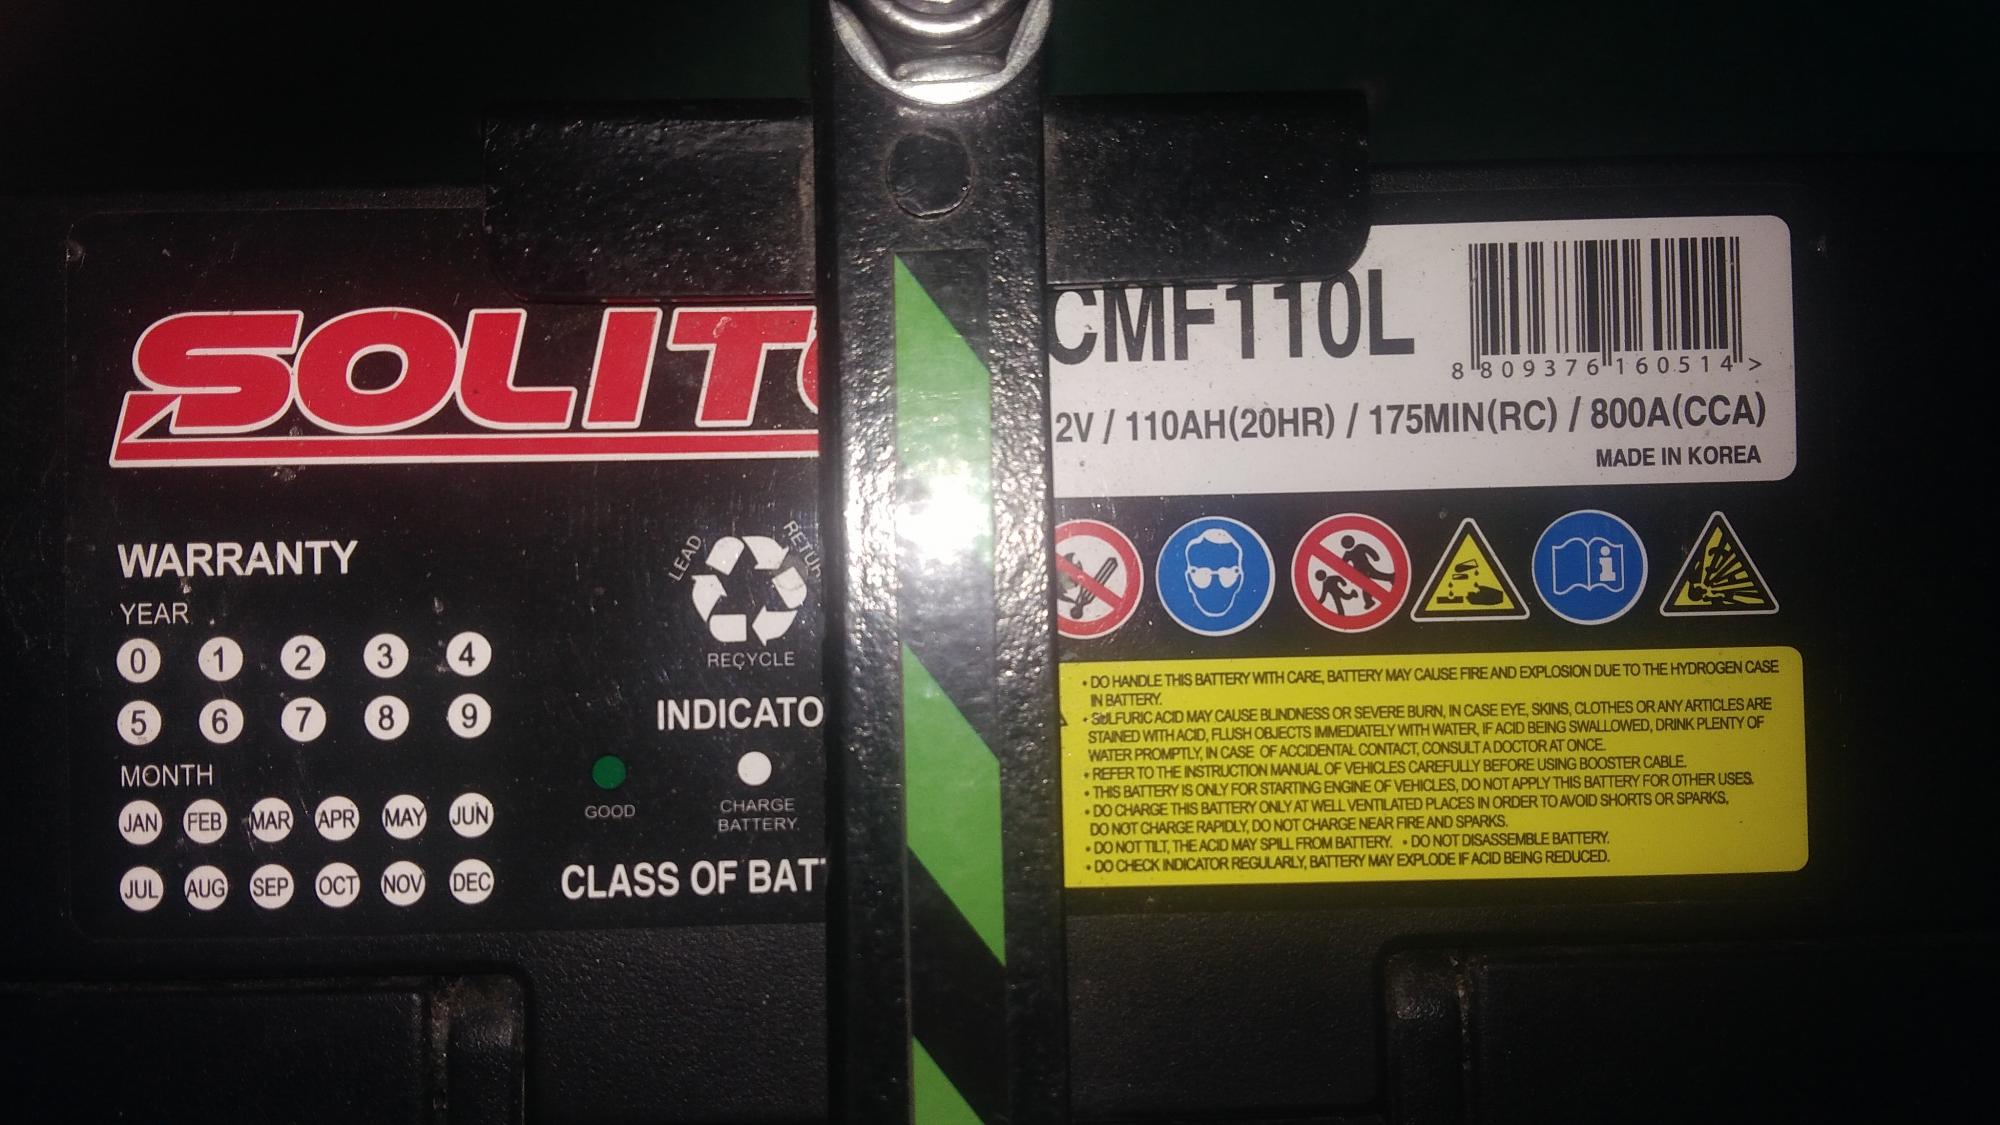 SOLIT
CMF110L
8 809376 160514 >
2V / 110AH(20HR) / 175MIN(RC) / 800A(CCA)
MADE IN KOREA
WARRANTY
YEAR
0 1 2 3 4
5 6 7 8 9
MONTH
JAN FEB MAR APR MAY JUN
JUL AUG SEP OCT NOV DEC
LEAD RETUR
RECYCLE
INDICATO
GOOD
CHARGE
BATTERY
CLASS OF BAT
• DO HANDLE THIS BATTERY WITH CARE, BATTERY MAY CAUSE FIRE AND EXPLOSION DUE TO THE HYDROGEN CASE
IN BATTERY.
• SULFURIC ACID MAY CAUSE BLINDNESS OR SEVERE BURN, IN CASE EYE, SKINS, CLOTHES OR ANY ARTICLES ARE
STAINED WITH ACID, FLUSH OBJECTS IMMEDIATELY WITH WATER, IF ACID BEING SWALLOWED, DRINK PLENTY OF
WATER PROMPTLY, IN CASE OF ACCIDENTAL CONTACT, CONSULT A DOCTOR AT ONCE.
• REFER TO THE INSTRUCTION MANUAL OF VEHICLES CAREFULLY BEFORE USING BOOSTER CABLE.
• THIS BATTERY IS ONLY FOR STARTING ENGINE OF VEHICLES, DO NOT APPLY THIS BATTERY FOR OTHER USES.
• DO CHARGE THIS BATTERY ONLY AT WELL VENTILATED PLACES IN ORDER TO AVOID SHORTS OR SPARKS,
DO NOT CHARGE RAPIDLY, DO NOT CHARGE NEAR FIRE AND SPARKS.
• DO NOT TILT, THE ACID MAY SPILL FROM BATTERY. • DO NOT DISASSEMBLE BATTERY.
• DO CHECK INDICATOR REGULARLY, BATTERY MAY EXPLODE IF ACID BEING REDUCED.